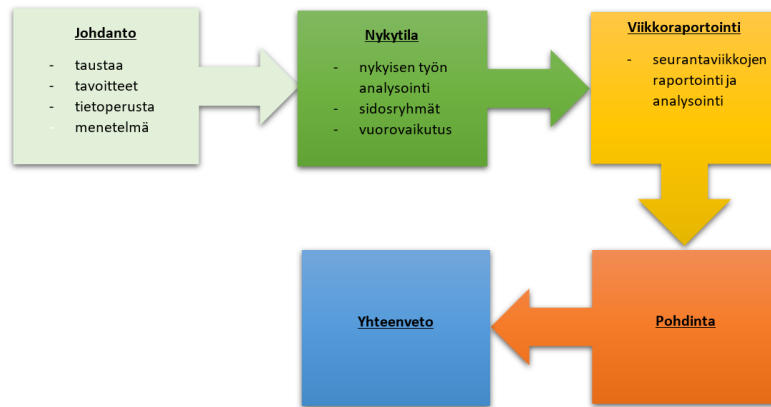 Johdanto
- taustaa
- tavoitteet
- tietoperusta
- menetelmä
Nykytila
- nykyisen työn
analysointi
- sidosryhmät
- vuorovaikutus
Viikkoraportointi
- seurantaviikkojen
raportointi ja
analysointi
Pohdinta
Yhteenveto